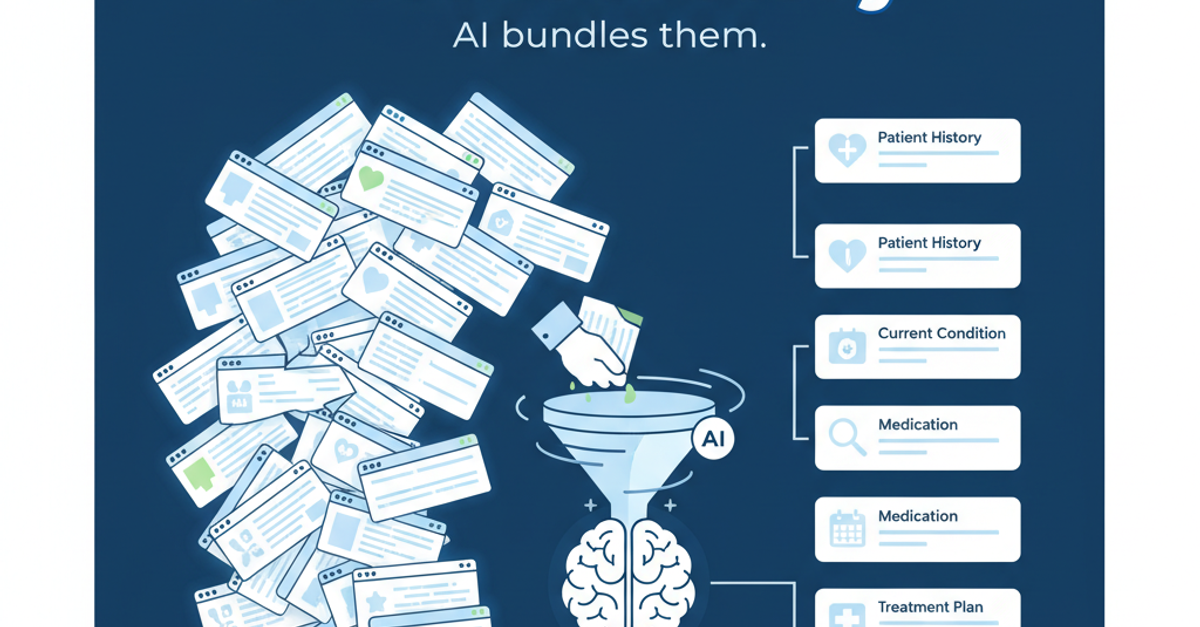 AI bundles them.
Patient History
Patient History
Current Condition
Medication
AI
Medication
Treatment Plan